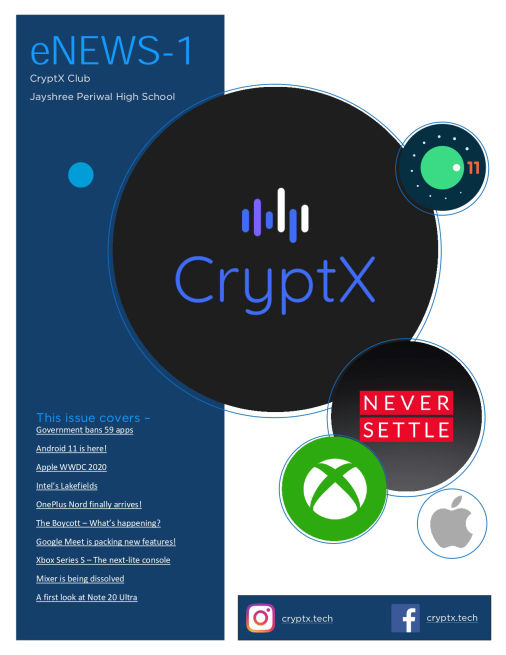 eNEWS-1
CryptX Club
Jayshree Periwal High School
11
CryptX
NEVER
SETTLE
This issue covers –
Government bans 59 apps
Android 11 is here!
Apple WWDC 2020
Intel's Lakefields
OnePlus Nord finally arrives!
The Boycott – What's happening?
Google Meet is packing new features!
Xbox Series S – The next-lite console
Mixer is being dissolved
A first look at Note 20 Ultra
cryptx.tech
cryptx.tech